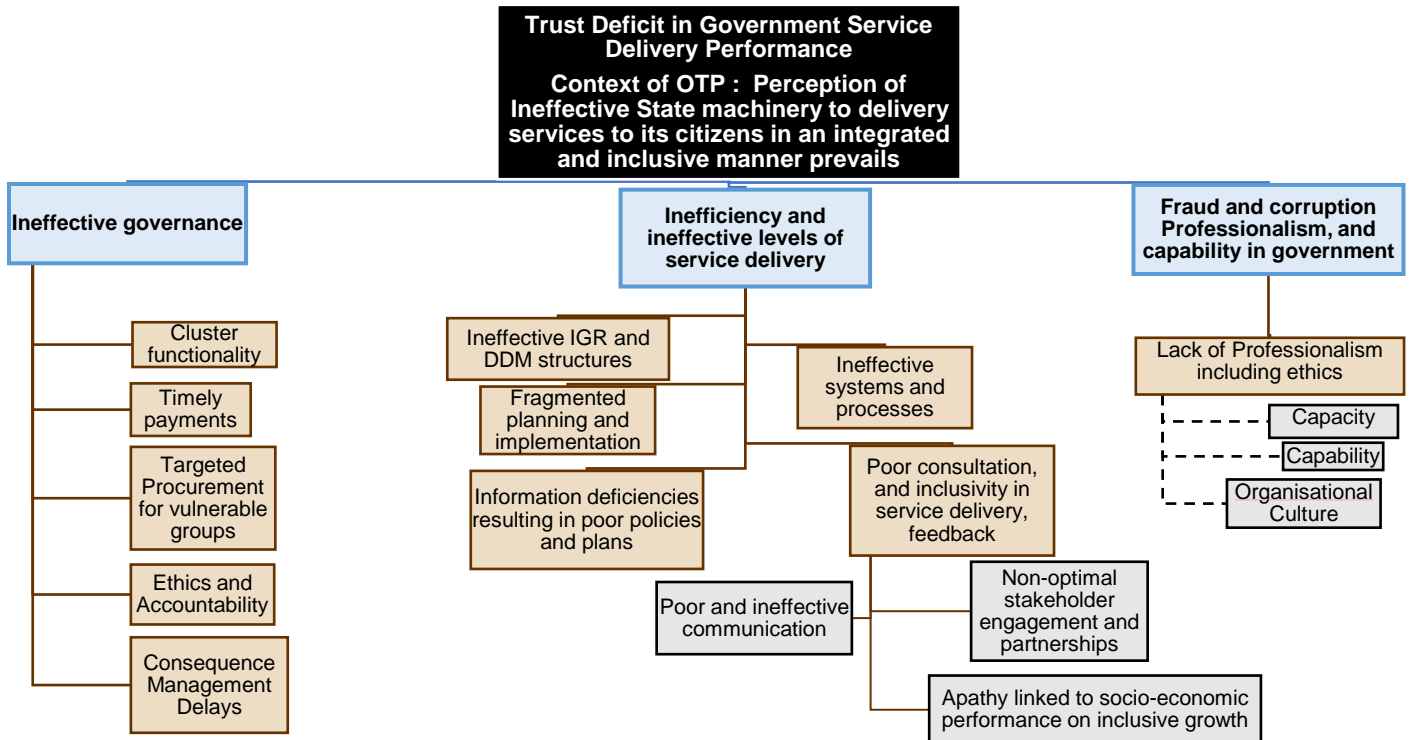 Trust Deficit in Government Service
Delivery Performance
Context of OTP : Perception of
Ineffective State machinery to delivery
services to its citizens in an integrated
and inclusive manner prevails
Ineffective governance
Cluster
functionality
Timely
payments
Targeted
Procurement
for vulnerable
groups
Ethics and
Accountability
Consequence
Management
Delays
Inefficiency and
ineffective levels of
service delivery
Ineffective IGR and
DDM structures
Ineffective
systems and
processes
Fragmented
planning and
implementation
Information deficiencies
resulting in poor policies
and plans
Poor consultation,
and inclusivity in
service delivery,
feedback
Poor and ineffective
communication
Non-optimal
stakeholder
engagement and
partnerships
Apathy linked to socio-economic
performance on inclusive growth
Fraud and corruption
Professionalism, and
capability in government
Lack of Professionalism
including ethics
Capacity
Capability
Organisational
Culture